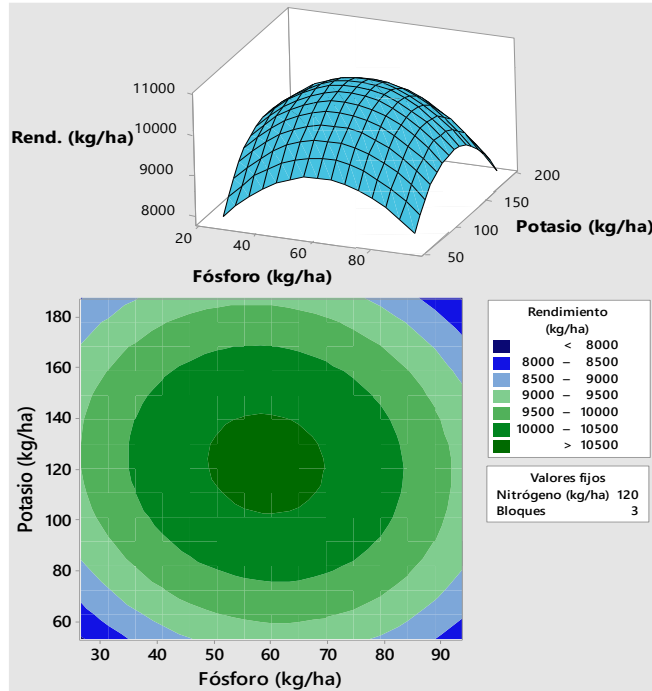 11000
10000
9000
8000
Rend. (kg/ha)
20
40
60
80
Fósforo (kg/ha)
50
100
150
200
Potasio (kg/ha)
180
160
140
120
100
80
60
Potasio (kg/ha)
30 40 50 60 70 80 90
Fósforo (kg/ha)
Rendimiento
(kg/ha)
< 8000
8000 – 8500
8500 – 9000
9000 – 9500
9500 – 10000
10000 – 10500
> 10500
Valores fijos
Nitrógeno (kg/ha) 120
Bloques 3